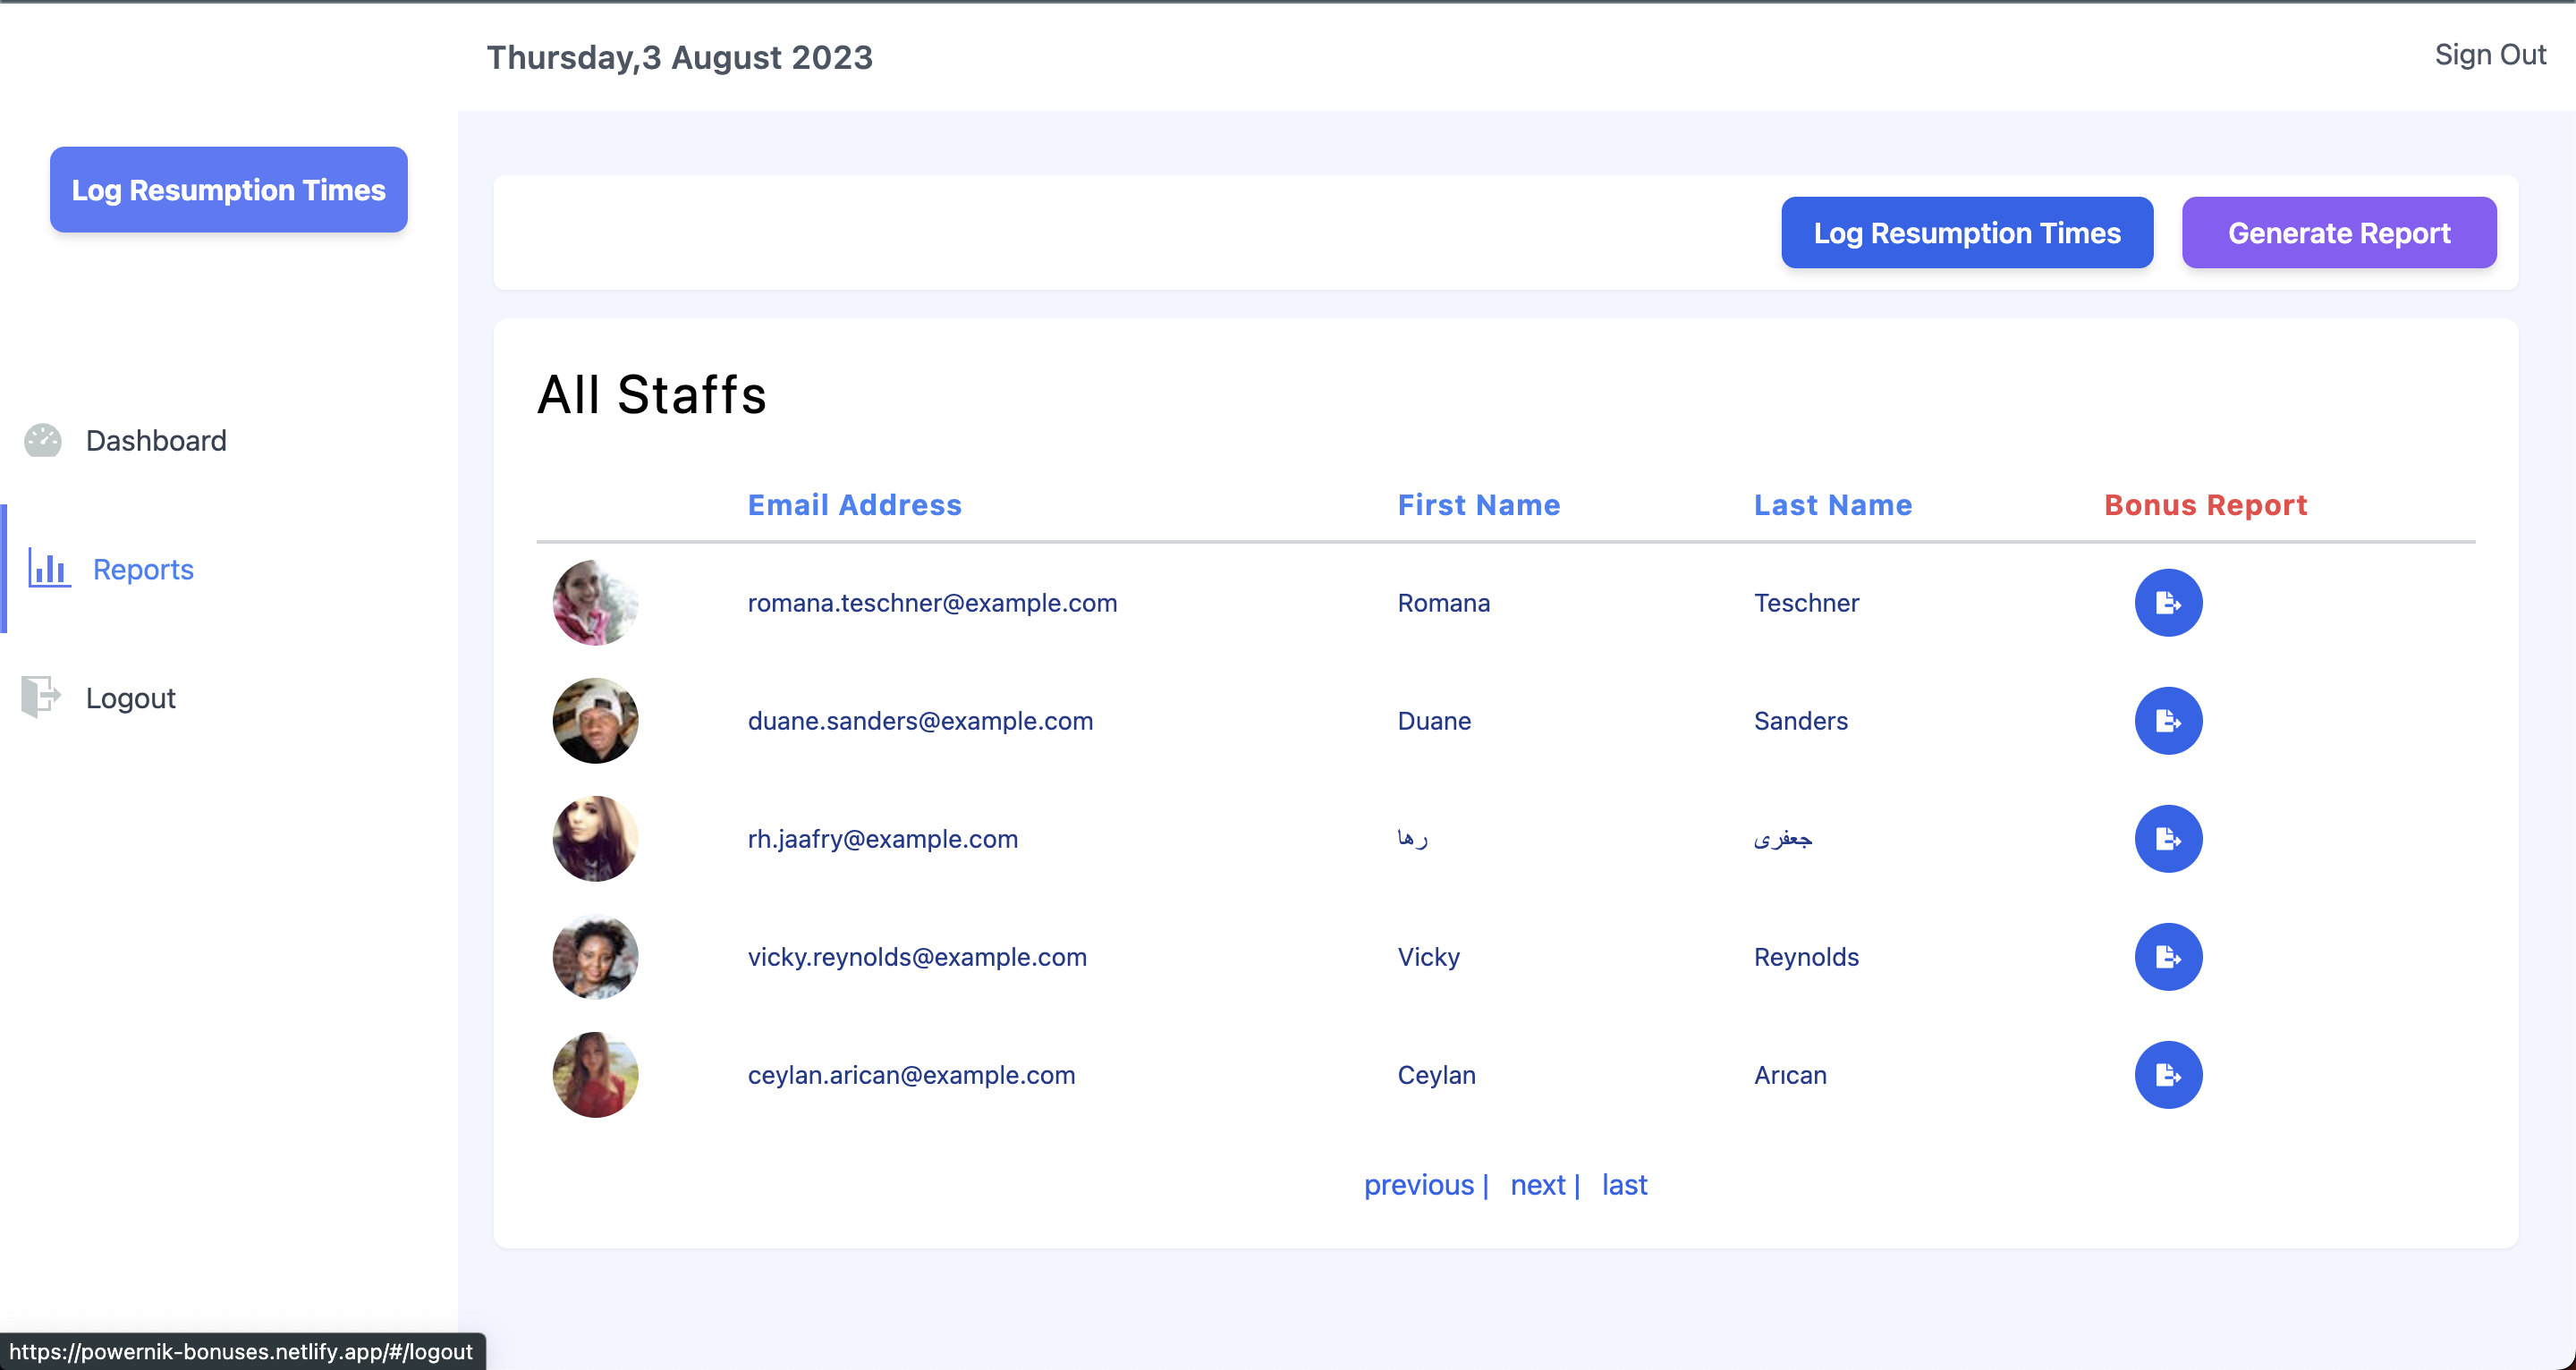 Thursday,3 August 2023
Sign Out
Log Resumption Times
Log Resumption Times
Generate Report
All Staffs
Dashboard
Email Address First Name Last Name Bonus Report
Reports
romana.teschner@example.com Romana Teschner
Logout
duane.sanders@example.com Duane Sanders
rh.jaafry@example.com رها جعفری
vicky.reynolds@example.com Vicky Reynolds
ceylan.arican@example.com Ceylan Arıcan
previous | next | last
https://powernik-bonuses.netlify.app/#/logout